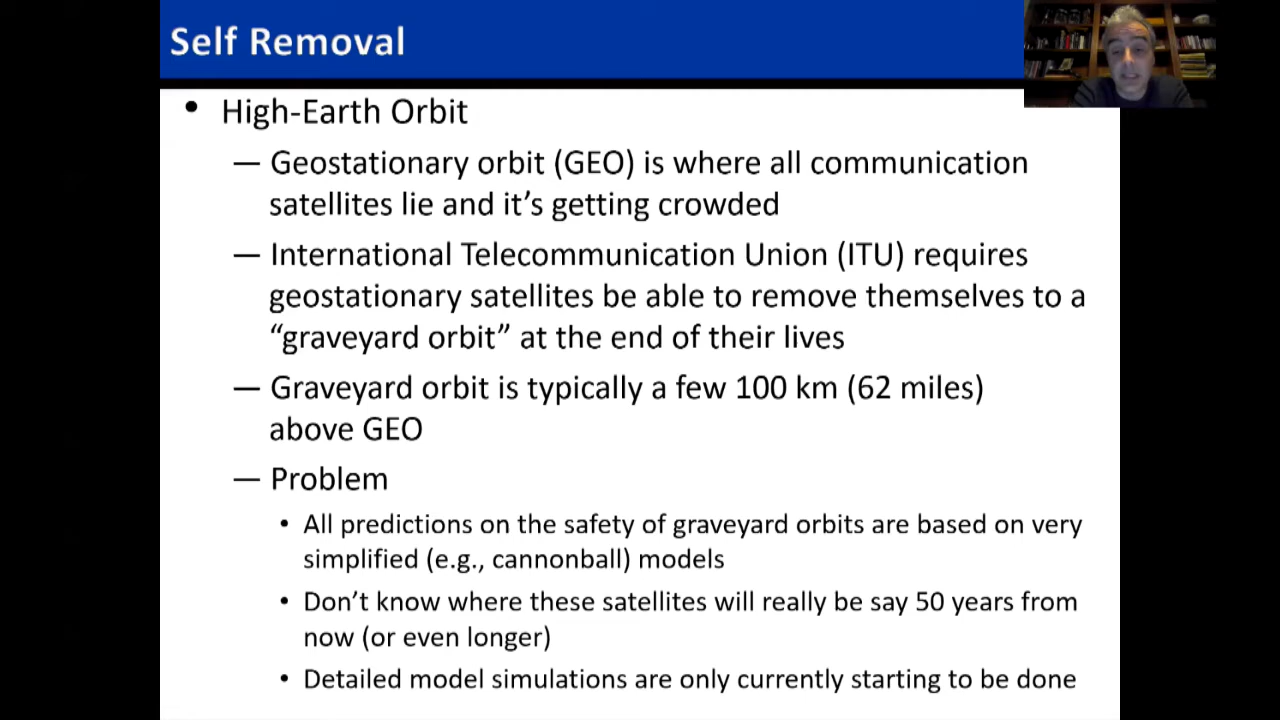 Self Removal
• High-Earth Orbit
— Geostationary orbit (GEO) is where all communication
satellites lie and it’s getting crowded
— International Telecommunication Union (ITU) requires
geostationary satellites be able to remove themselves to a
“graveyard orbit” at the end of their lives
— Graveyard orbit is typically a few 100 km (62 miles)
above GEO
— Problem
• All predictions on the safety of graveyard orbits are based on very
simplified (e.g., cannonball) models
• Don’t know where these satellites will really be say 50 years from
now (or even longer)
• Detailed model simulations are only currently starting to be done